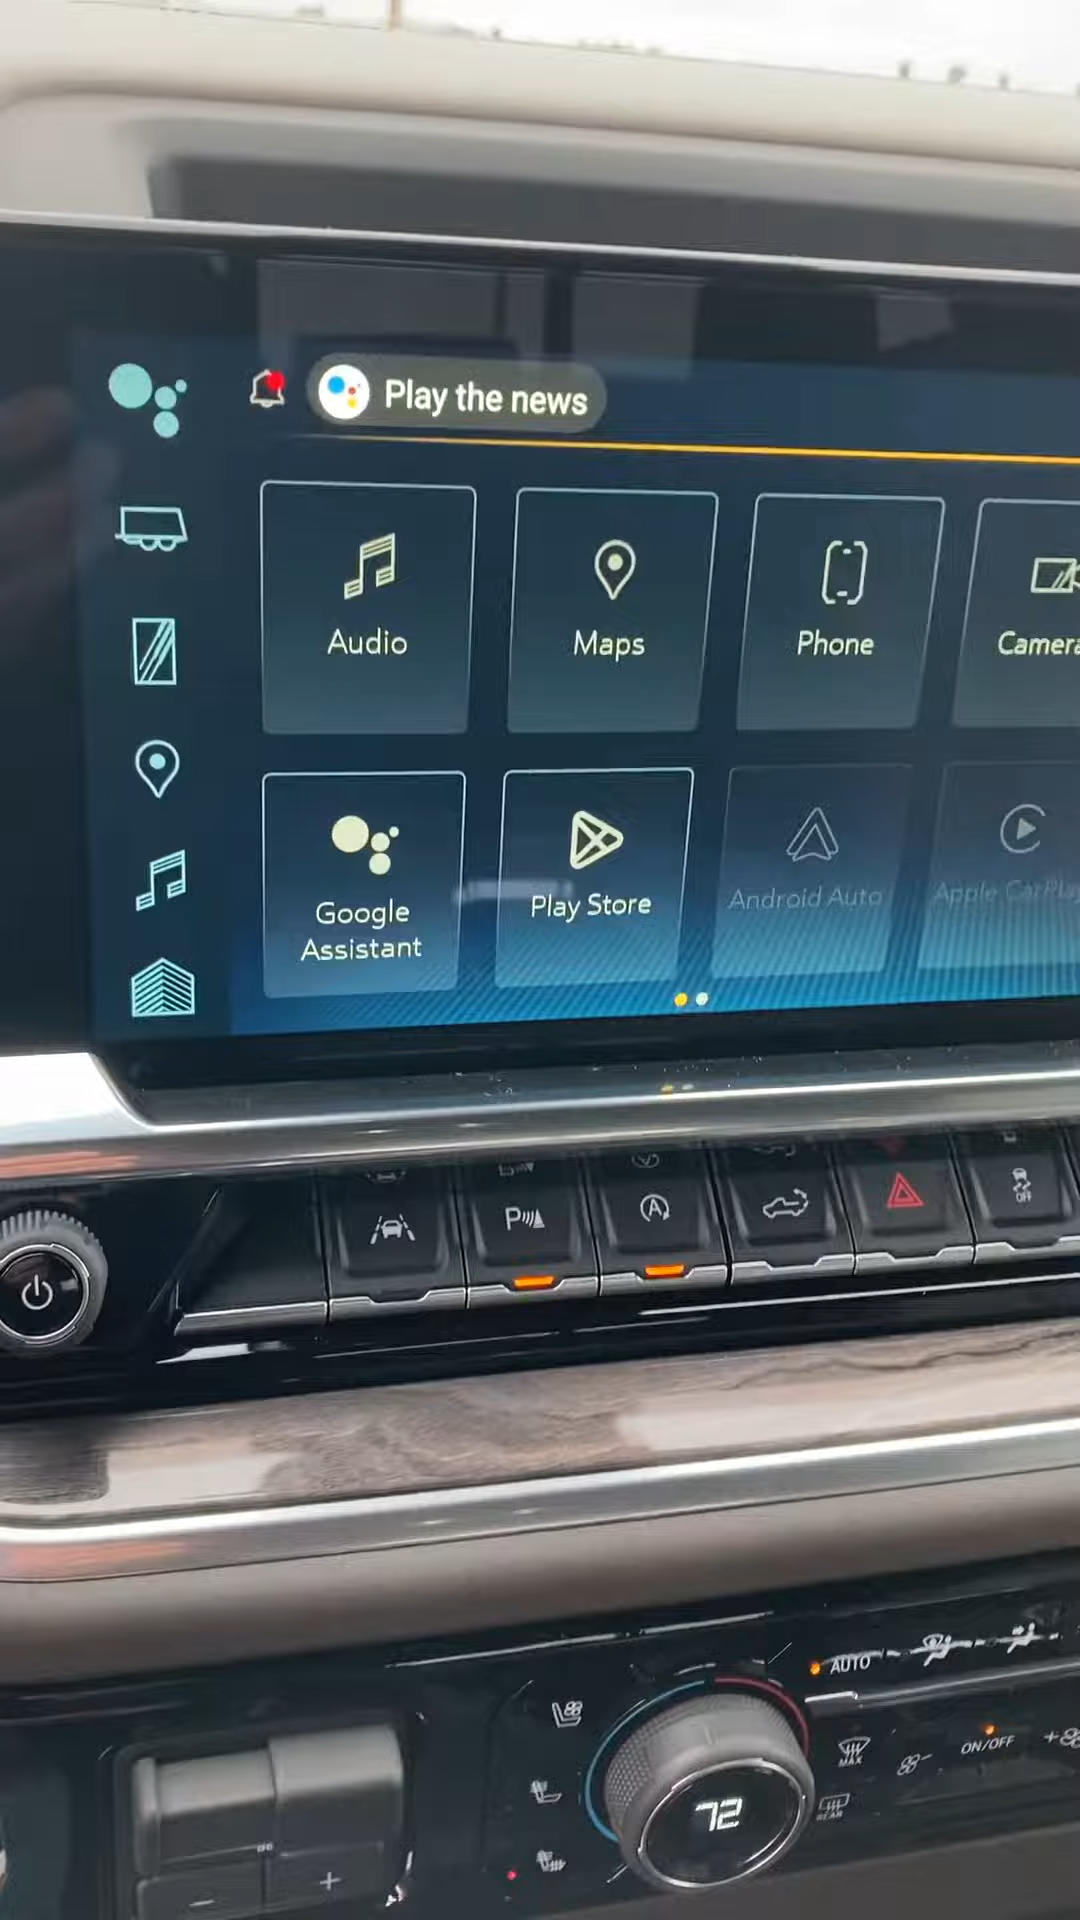 Play the news
Audio
Maps
Phone
Camera
Google
Assistant
Play Store
Android Auto
Apple CarPlay
P
A
OFF
AUTO
MAX
ON/OFF
+
72
REAR
-
+